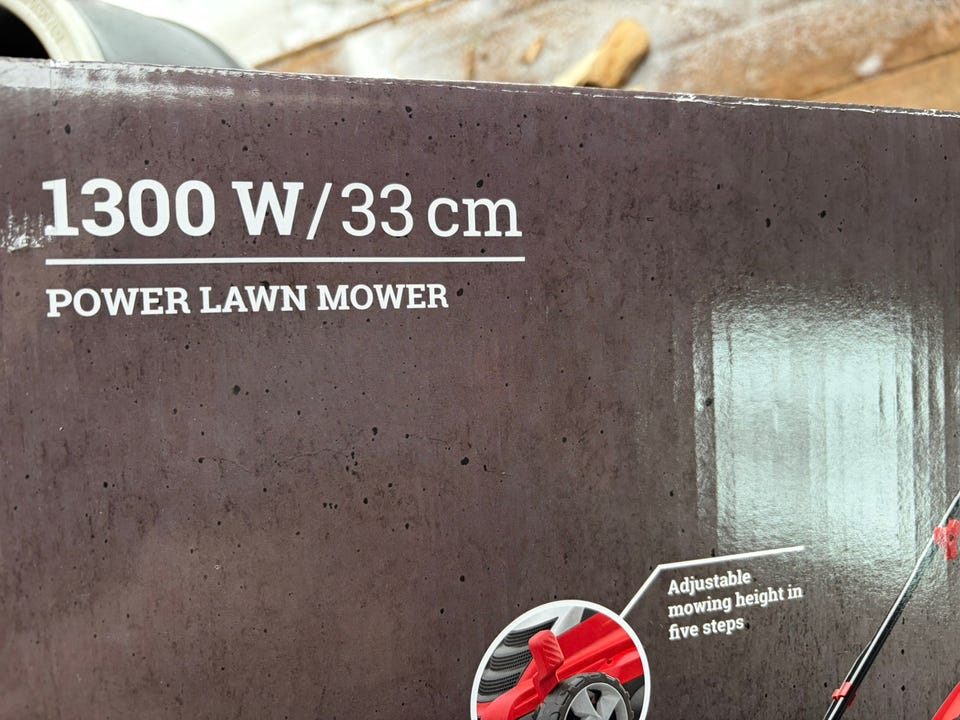 1300 W/33 cm
POWER LAWN MOWER
Adjustable
mowing height in
five steps